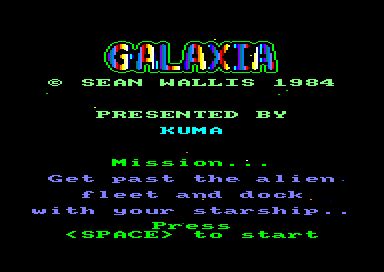 GALAXIA
© SEAN WALLIS 1984
PRESENTED BY
KUMA
Mission...
Get past the alien
fleet and dock
with your starship..
Press
<SPACE> to start